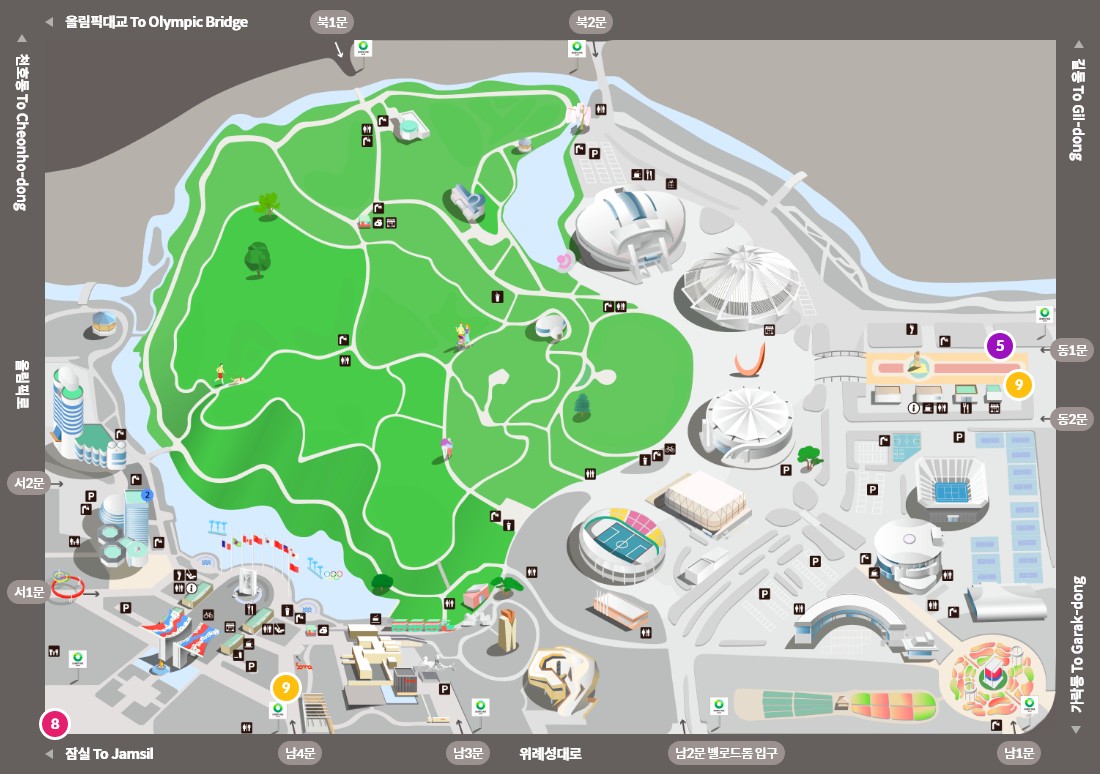 올림픽대교 To Olympic Bridge
북1문
북2문
천호동 To Cheonho-dong
길동 To Gil-dong
올림픽로
5
동1문
9
동2문
서2문
2
서1문
9
8
가락동 To Garak-dong
잠실 To Jamsil
남4문
남3문
위례성대로
남2문 벨로드톰 입구
남1문